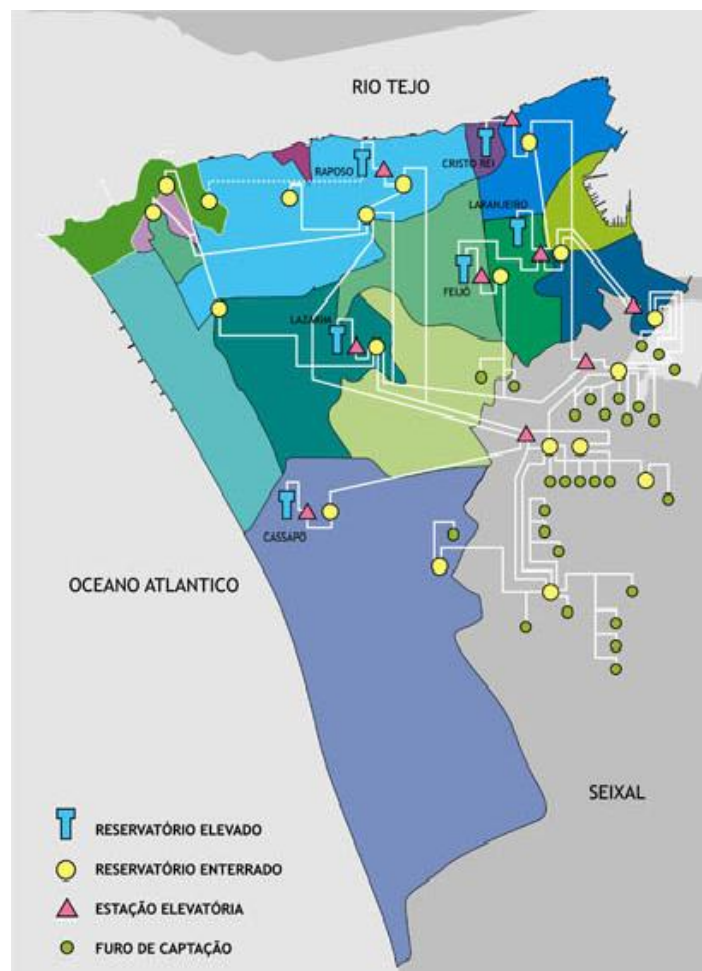 RIO TEJO
RAPOSO
CRISTO REI
LARANJEIRO
FEIJÓ
LAZARIM
CASSAPO
OCEANO ATLANTICO
SEIXAL
RESERVATÓRIO ELEVADO
RESERVATÓRIO ENTERRADO
ESTAÇÃO ELEVATÓRIA
FURO DE CAPTAÇÃO